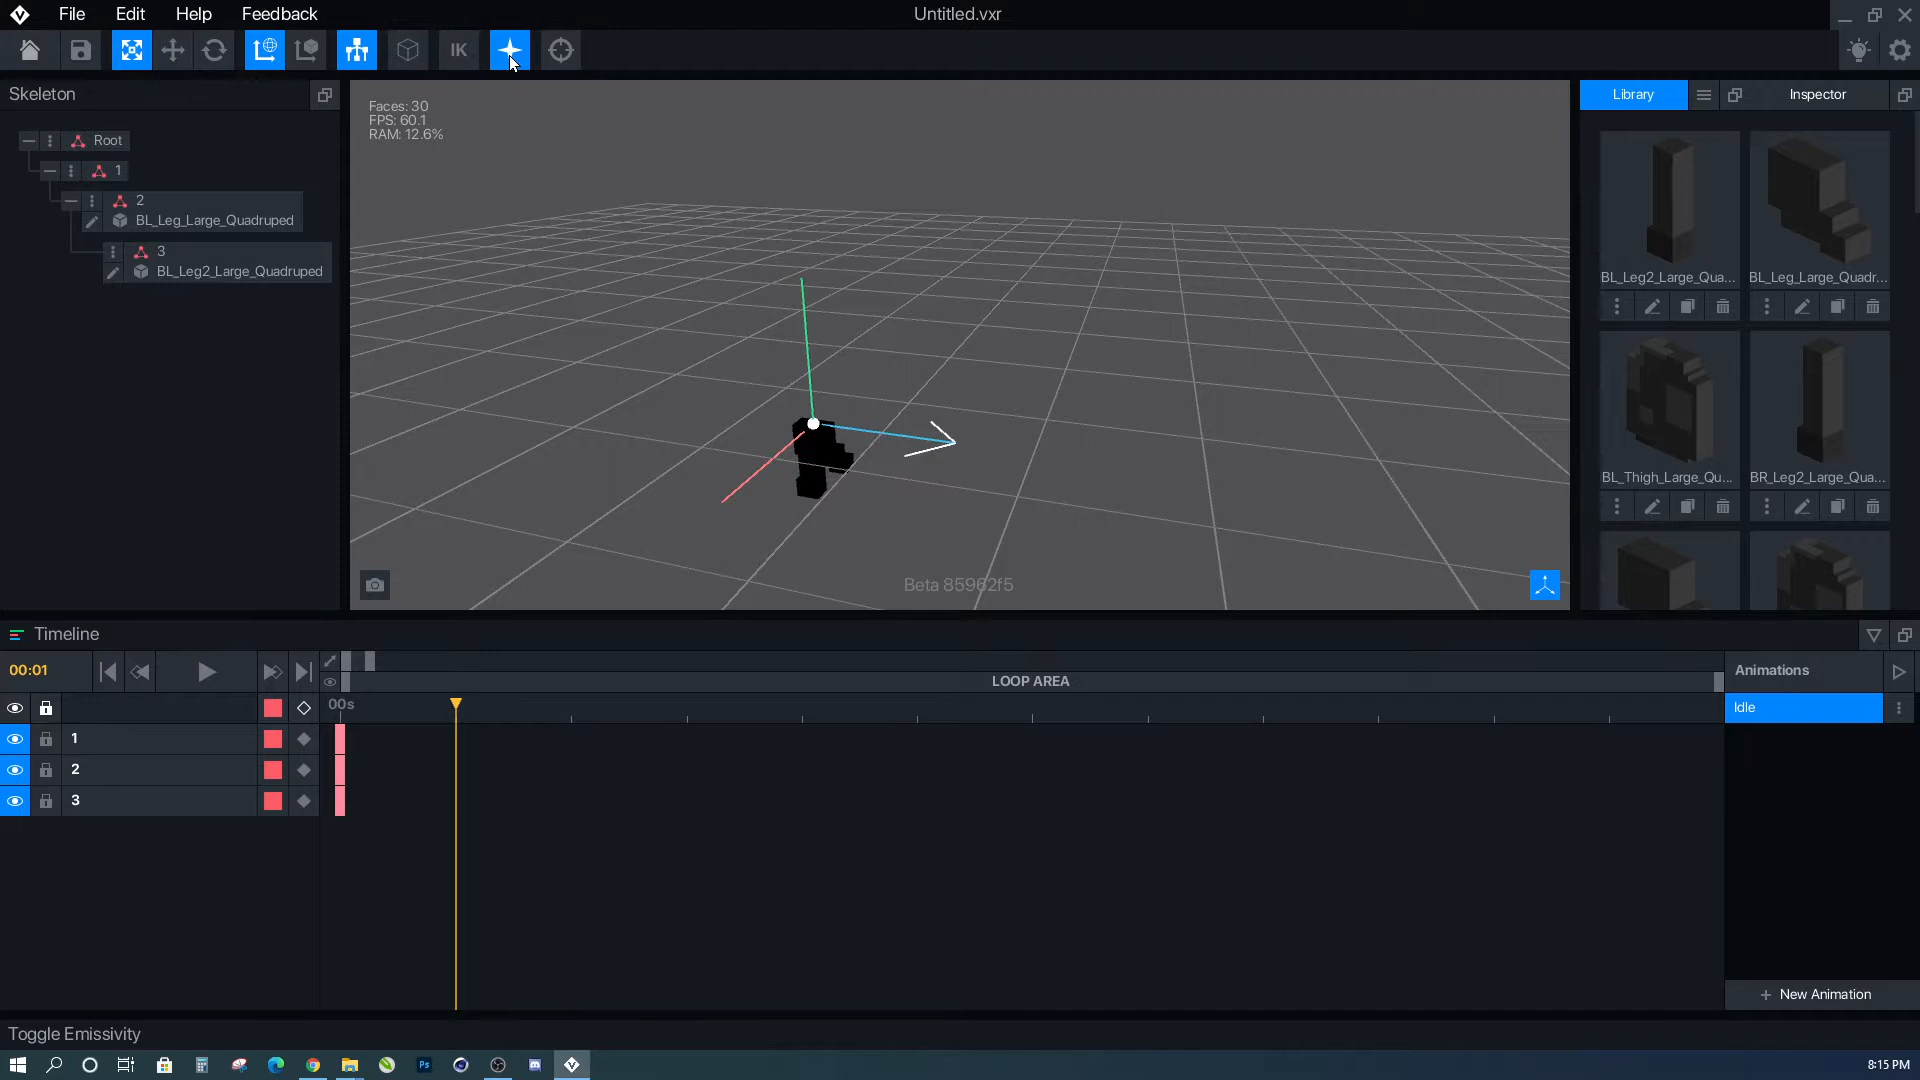 File Edit Help Feedback
Untitled.vxr
IK
Skeleton
Root
1
2
BL_Leg_Large_Quadruped
3
BL_Leg2_Large_Quadruped
Faces: 30
FPS: 60.1
RAM: 12.6%
Beta 85962f5
Library
Inspector
BL_Leg2_Large_Qua...
BL_Leg_Large_Quadr...
BL_Thigh_Large_Qu...
BR_Leg2_Large_Qua...
Timeline
00:01
LOOP AREA
00s
1
2
3
Animations
Idle
+ New Animation
Toggle Emissivity
Ps
8:15 PM